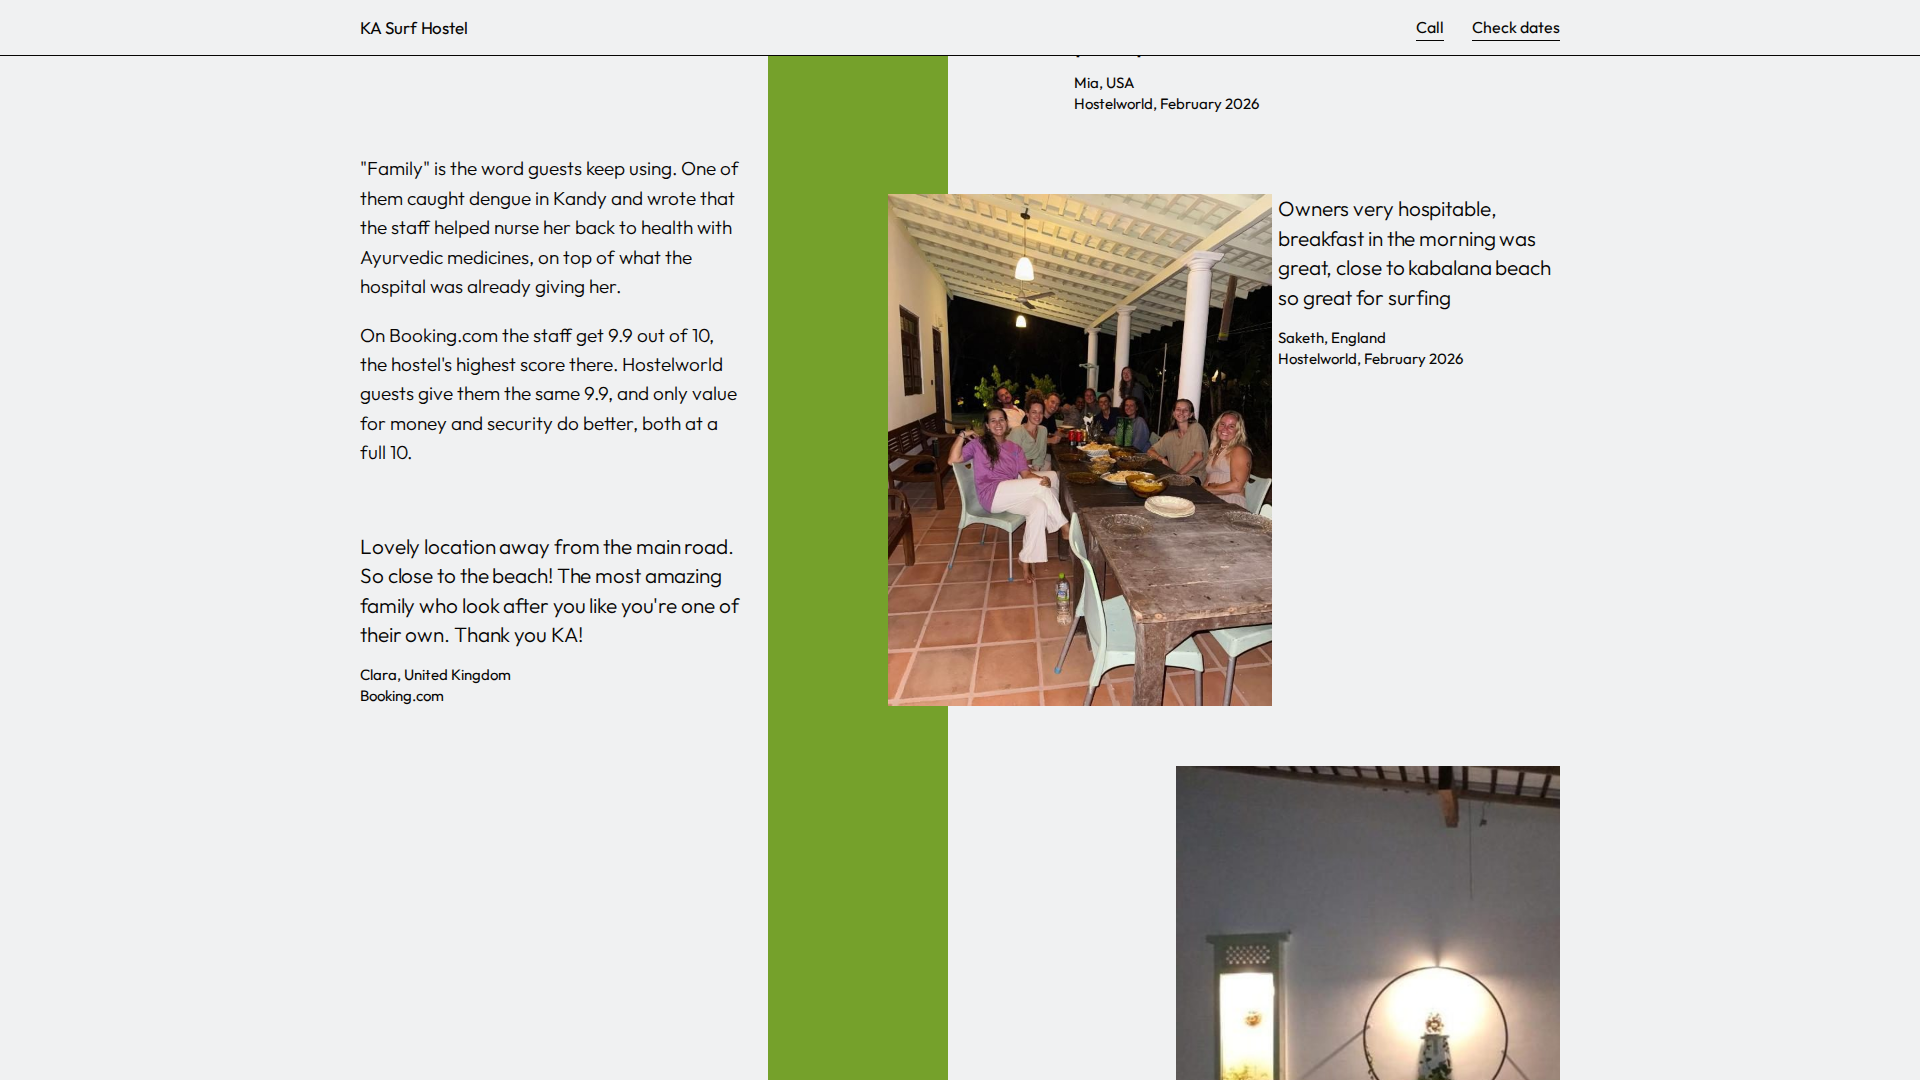 KA Surf Hostel
Call
Check dates
Mia, USA
Hostelworld, February 2026
"Family" is the word guests keep using. One of
them caught dengue in Kandy and wrote that
the staff helped nurse her back to health with
Ayurvedic medicines, on top of what the
hospital was already giving her.
On Booking.com the staff get 9.9 out of 10,
the hostel's highest score there. Hostelworld
guests give them the same 9.9, and only value
for money and security do better, both at a
full 10.
Lovely location away from the main road.
So close to the beach! The most amazing
family who look after you like you're one of
their own. Thank you KA!
Clara, United Kingdom
Booking.com
Owners very hospitable,
breakfast in the morning was
great, close to kabalana beach
so great for surfing
Saketh, England
Hostelworld, February 2026